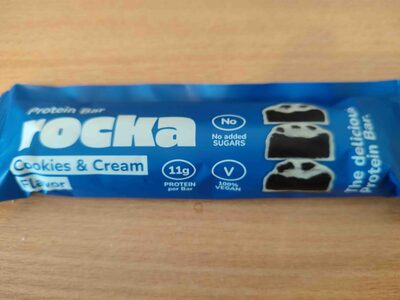 Protein Bar
rocka
Cookies & Cream
Flavor
No
No added
SUGARS
11g
PROTEIN
per Bar
V
100%
VEGAN
The delicious
Protein Bar.